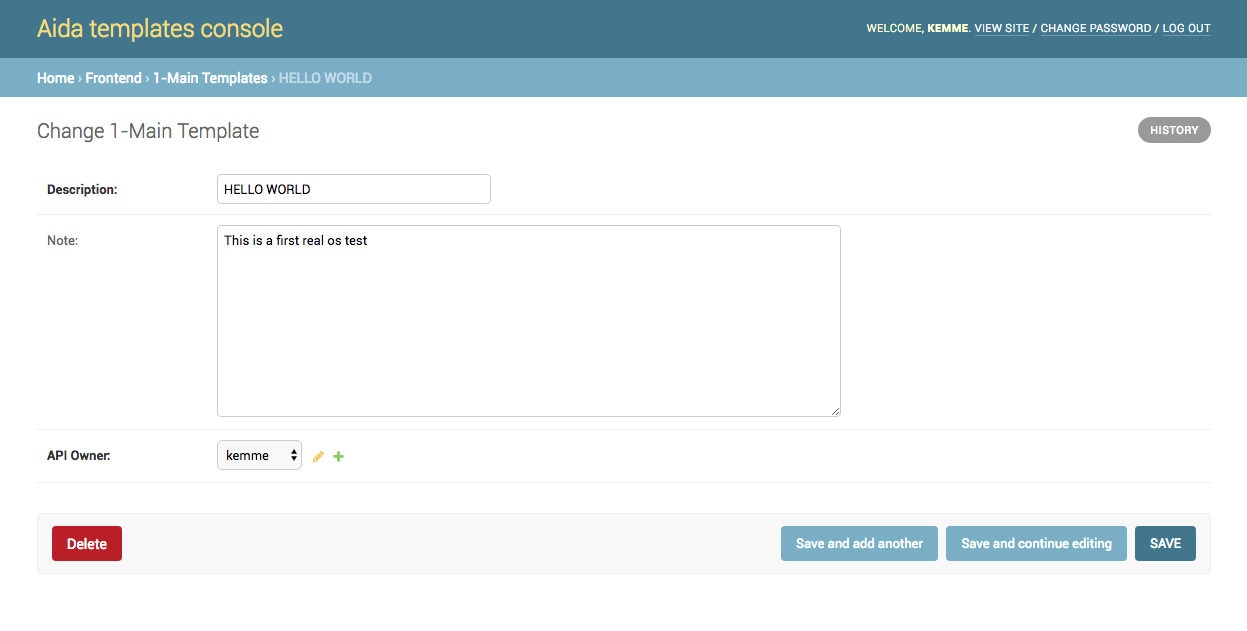 Aida templates console
WELCOME, KEMME. VIEW SITE / CHANGE PASSWORD / LOG OUT
Home › Frontend › 1-Main Templates › HELLO WORLD
Change 1-Main Template
HISTORY
Description:
HELLO WORLD
Note:
This is a first real os test
API Owner:
kemme
Delete
Save and add another
Save and continue editing
SAVE